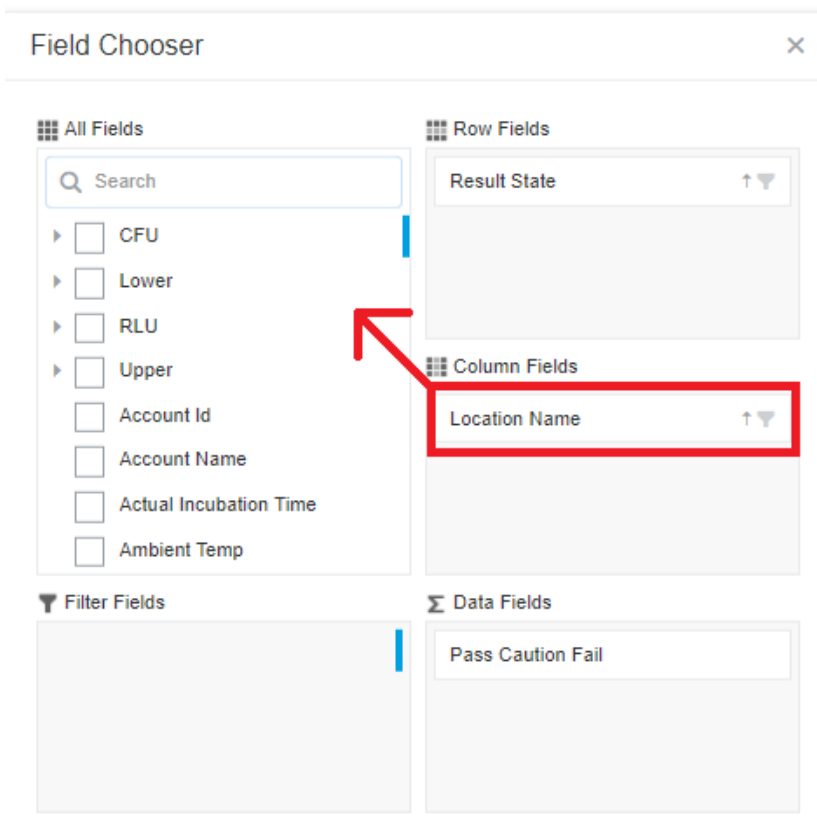 Field Chooser
All Fields
Search
CFU
Lower
RLU
Upper
Account Id
Account Name
Actual Incubation Time
Ambient Temp
Row Fields
Result State
Column Fields
Location Name
Filter Fields
Data Fields
Pass Caution Fail